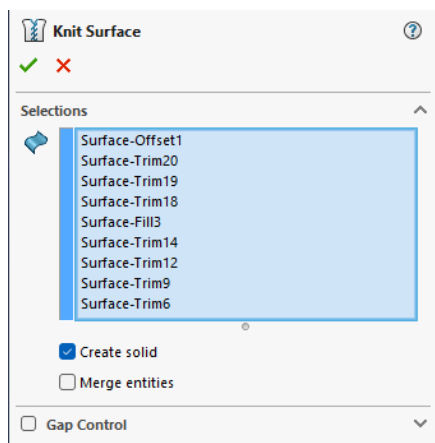 Knit Surface
Selections
Surface-Offset1
Surface-Trim20
Surface-Trim19
Surface-Trim18
Surface-Fill3
Surface-Trim14
Surface-Trim12
Surface-Trim9
Surface-Trim6
Create solid
Merge entities
Gap Control